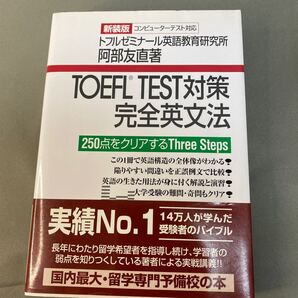 新装版 コンピューターテスト対応
トフルゼミナール英語教育研究所
阿部友直著
TOEFL® TEST対策
完全英文法
250点をクリアするThree Steps
この1冊で英語構造の全体像がわかる
陥りやすい間違いを正誤例文で比較
英語の生きた用法が身に付く解説と演習
大学受験の難問・奇問もクリア
実績No.1
14万人が学んだ
受験者のバイブル
長年にわたり留学希望者を指導し続け、学習者の
弱点を知りつくしている著者による実戦講義!!
国内最大・留学専門予備校の本